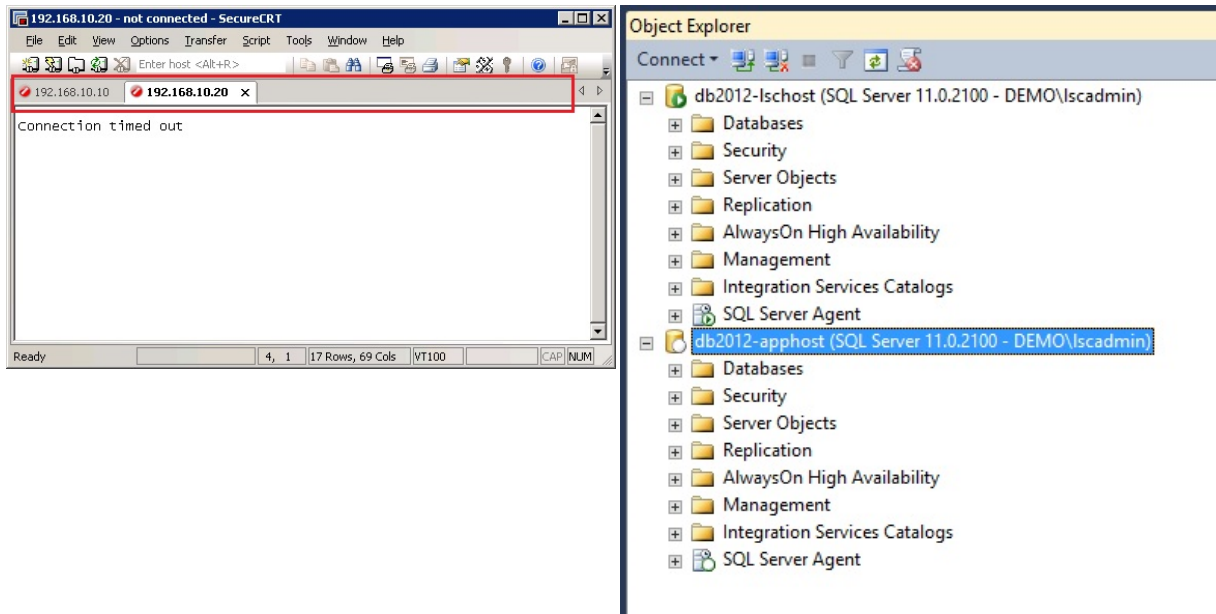 192.168.10.20 - not connected - SecureCRT
File Edit View Options Transfer Script Tools Window Help
Enter host <Alt+R>
192.168.10.10 192.168.10.20 x
Connection timed out
Ready 4, 1 17 Rows, 69 Cols VT100 CAP NUM
Object Explorer
Connect
db2012-lschost (SQL Server 11.0.2100 - DEMO\lscadmin)
Databases
Security
Server Objects
Replication
AlwaysOn High Availability
Management
Integration Services Catalogs
SQL Server Agent
db2012-apphost (SQL Server 11.0.2100 - DEMO\lscadmin)
Databases
Security
Server Objects
Replication
AlwaysOn High Availability
Management
Integration Services Catalogs
SQL Server Agent